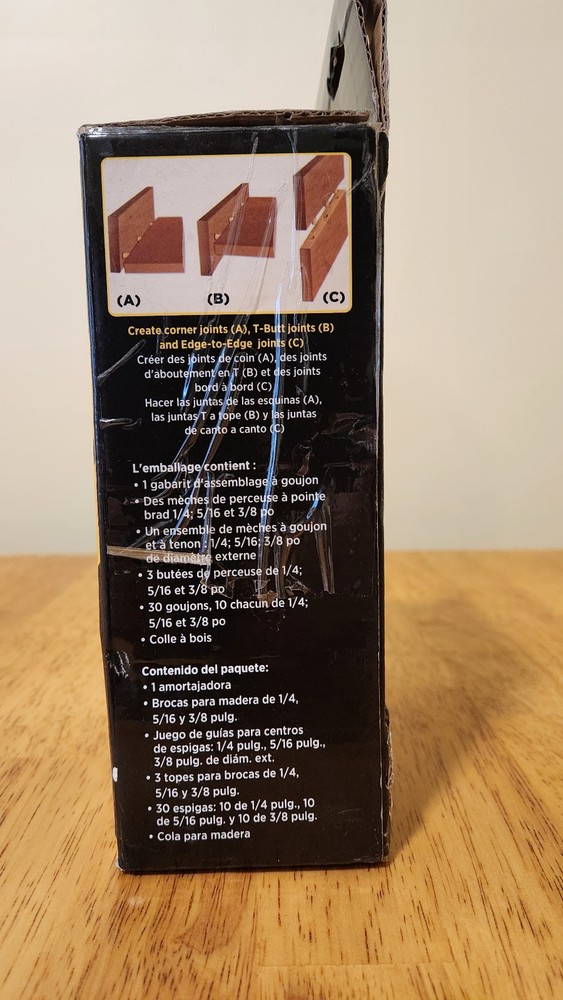 (A)
(B)
(C)
Create corner joints (A), T-Butt joints (B)
and Edge-to-Edge joints (C)
Créer des joints de coin (A), des joints
d'aboutement en T (B) et des joints
bord à bord (C)
Hacer las juntas de las esquinas (A),
las juntas T a tope (B) y las juntas
de canto a canto (C)
L'emballage contient :
• 1 gabarit d'assemblage à goujon
• Des mèches de perceuse à pointe
brad 1/4; 5/16 et 3/8 po
• Un ensemble de mèches à goujon
et à tenon : 1/4; 5/16; 3/8 po
de diamètre externe
• 3 butées de perceuse de 1/4;
5/16 et 3/8 po
• 30 goujons, 10 chacun de 1/4;
5/16 et 3/8 po
• Colle à bois
Contenido del paquete:
• 1 amortajadora
• Brocas para madera de 1/4,
5/16 y 3/8 pulg.
• Juego de guías para centros
de espigas: 1/4 pulg., 5/16 pulg.,
3/8 pulg. de diám. ext.
• 3 topes para brocas de 1/4,
5/16 y 3/8 pulg.
• 30 espigas: 10 de 1/4 pulg., 10
de 5/16 pulg. y 10 de 3/8 pulg.
• Cola para madera